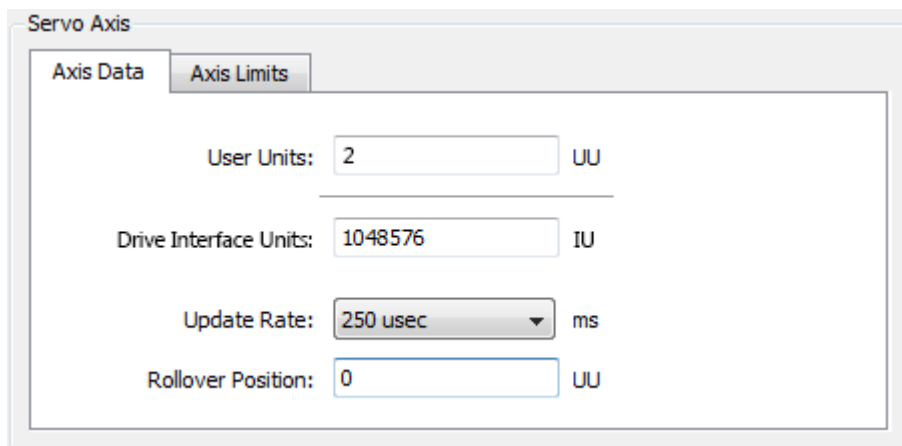 Servo Axis
Axis Data Axis Limits
User Units: 2 UU
Drive Interface Units: 1048576 IU
Update Rate: 250 usec ms
Rollover Position: 0 UU